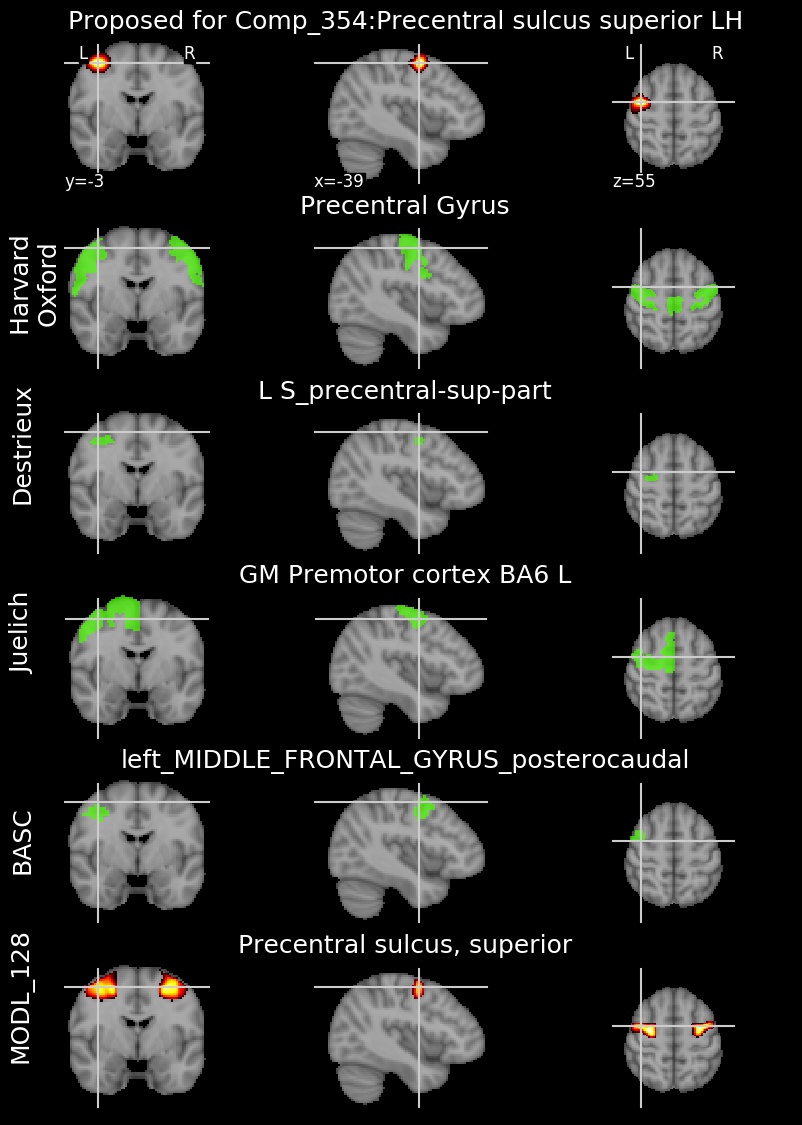 Proposed for Comp_354:Precentral sulcus superior LH
L R
L R
y=-3 x=-39 z=55
Precentral Gyrus
Harvard
Oxford
L S_precentral-sup-part
Destrieux
GM Premotor cortex BA6 L
Juelich
left_MIDDLE_FRONTAL_GYRUS_posterocaudal
BASC
Precentral sulcus, superior
MODL_128